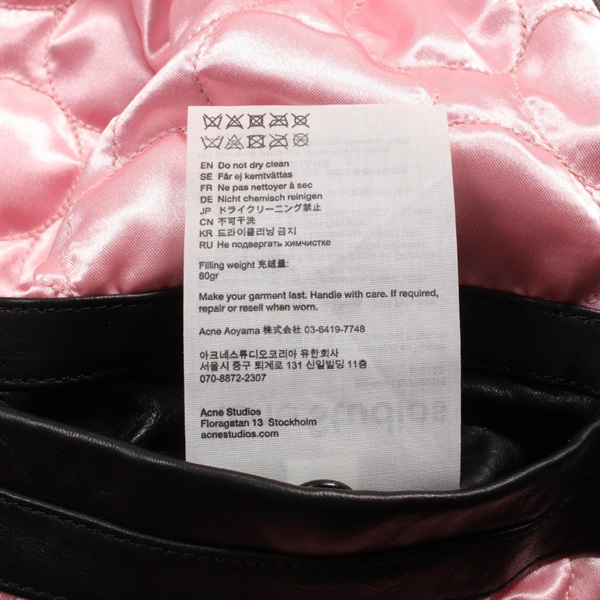 EN Do not dry clean
SE Får ej kemtvättas
FR Ne pas nettoyer à sec
DE Nicht chemisch reinigen
JP ドライクリーニング禁止
CN 不可干洗
KR 드라이클리닝 금지
RU Не подвергать химчистке
Filling weight 充绒量:
80gr
Make your garment last. Handle with care. If required,
repair or resell when worn.
Acne Aoyama 株式会社 03-6419-7748
아크네스튜디오코리아 유한회사
서울시 중구 퇴계로 131 신일빌딩 11층
070-8872-2307
Acne Studios
Floragatan 13 Stockholm
acnestudios.com